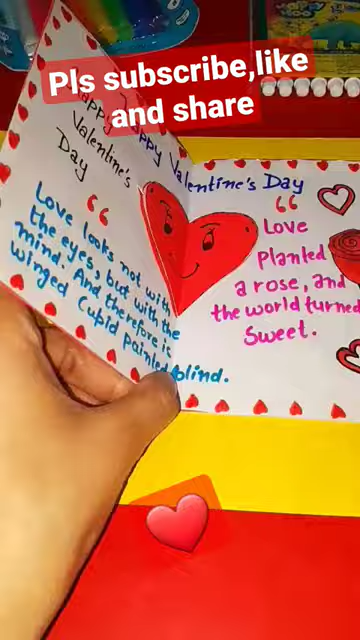 Pls subscribe,like
and share
Happy
Valentine's
Day
Happy Valentine's Day
“
Love looks not with
the eyes, but with the
mind. And therefore is
winged Cupid painted blind.
“
Love
Planted
a rose, and
the world turned
Sweet.